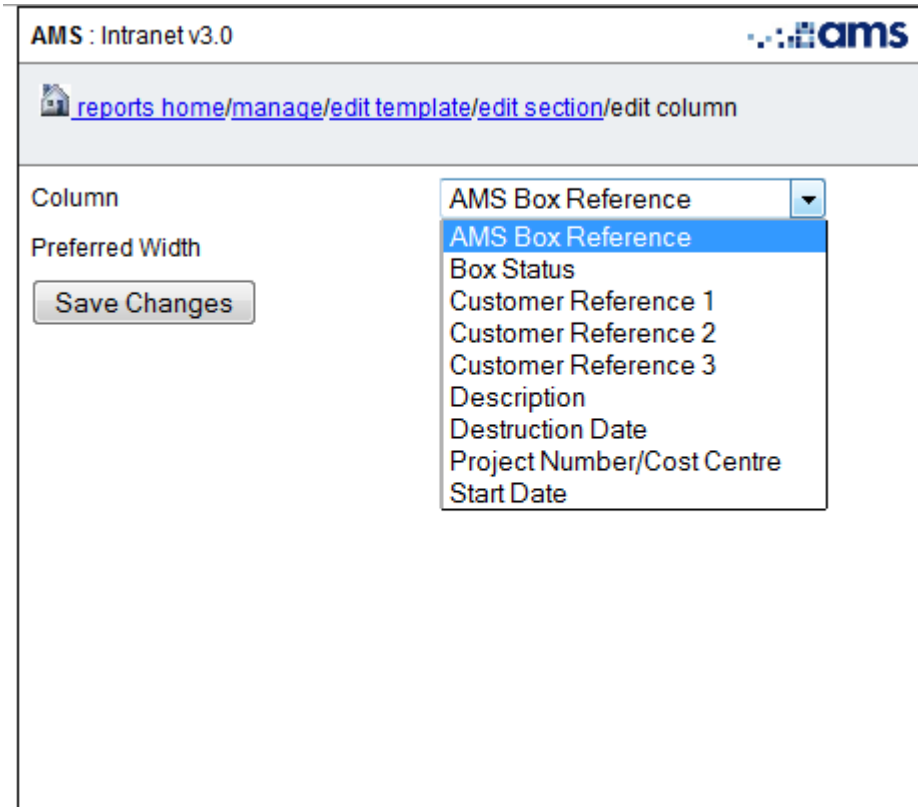 AMS : Intranet v3.0
ams
reports home/manage/edit template/edit section/edit column
Column
AMS Box Reference
Preferred Width
Save Changes
AMS Box Reference
Box Status
Customer Reference 1
Customer Reference 2
Customer Reference 3
Description
Destruction Date
Project Number/Cost Centre
Start Date